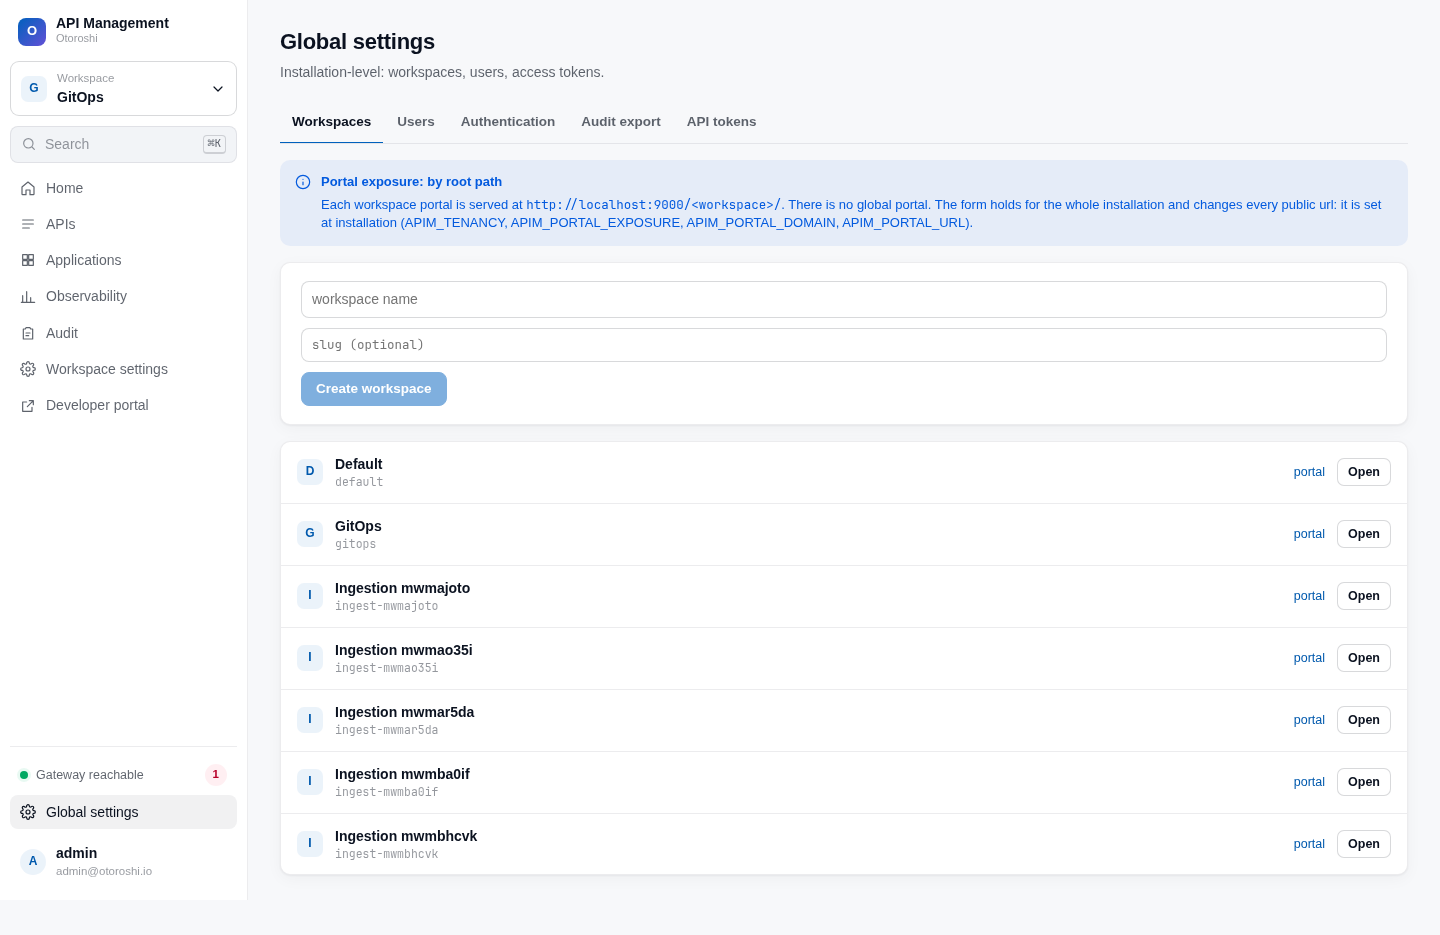 O
API Management
Otoroshi
G
Workspace
GitOps
Search
⌘K
Home
APIs
Applications
Observability
Audit
Workspace settings
Developer portal
Gateway reachable
1
Global settings
A
admin
admin@otoroshi.io
Global settings
Installation-level: workspaces, users, access tokens.
Workspaces
Users
Authentication
Audit export
API tokens
Portal exposure: by root path
Each workspace portal is served at http://localhost:9000/<workspace>/. There is no global portal. The form holds for the whole installation and changes every public url: it is set
at installation (APIM_TENANCY, APIM_PORTAL_EXPOSURE, APIM_PORTAL_DOMAIN, APIM_PORTAL_URL).
workspace name
slug (optional)
Create workspace
D
Default
default
portal
Open
G
GitOps
gitops
portal
Open
I
Ingestion mwmajoto
ingest-mwmajoto
portal
Open
I
Ingestion mwmao35i
ingest-mwmao35i
portal
Open
I
Ingestion mwmar5da
ingest-mwmar5da
portal
Open
I
Ingestion mwmba0if
ingest-mwmba0if
portal
Open
I
Ingestion mwmbhcvk
ingest-mwmbhcvk
portal
Open